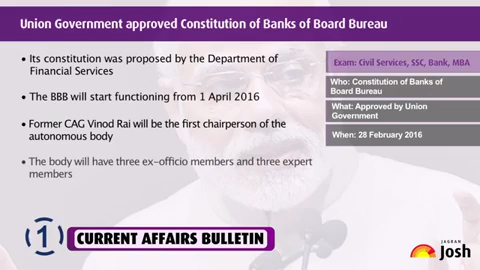 Union Government approved Constitution of Banks of Board Bureau
• Its constitution was proposed by the Department of
Financial Services
• The BBB will start functioning from 1 April 2016
• Former CAG Vinod Rai will be the first chairperson of the
autonomous body
• The body will have three ex-officio members and three expert
members
Exam: Civil Services, SSC, Bank, MBA
Who: Constitution of Banks of
Board Bureau
What: Approved by Union
Government
When: 28 February 2016
1 CURRENT AFFAIRS BULLETIN
JAGRAN
Josh